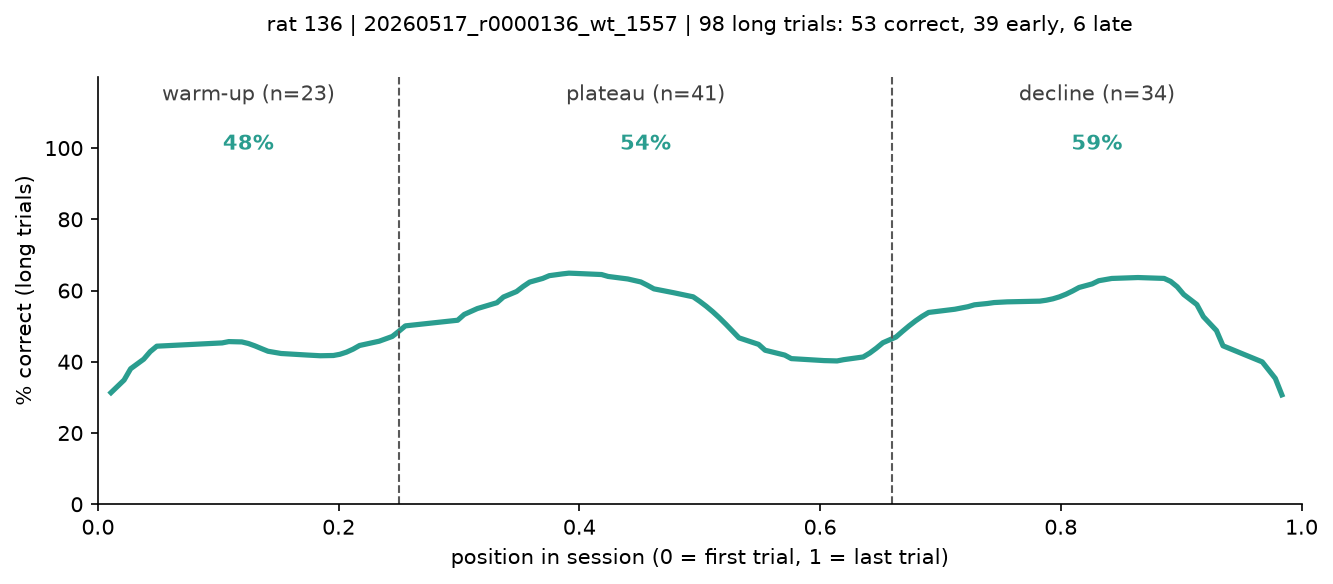 rat 136 | 20260517_r0000136_wt_1557 | 98 long trials: 53 correct, 39 early, 6 late
warm-up (n=23)
plateau (n=41)
decline (n=34)
48%
54%
59%
% correct (long trials)
100
80
60
40
20
0
0.0
0.2
0.4
0.6
0.8
1.0
position in session (0 = first trial, 1 = last trial)